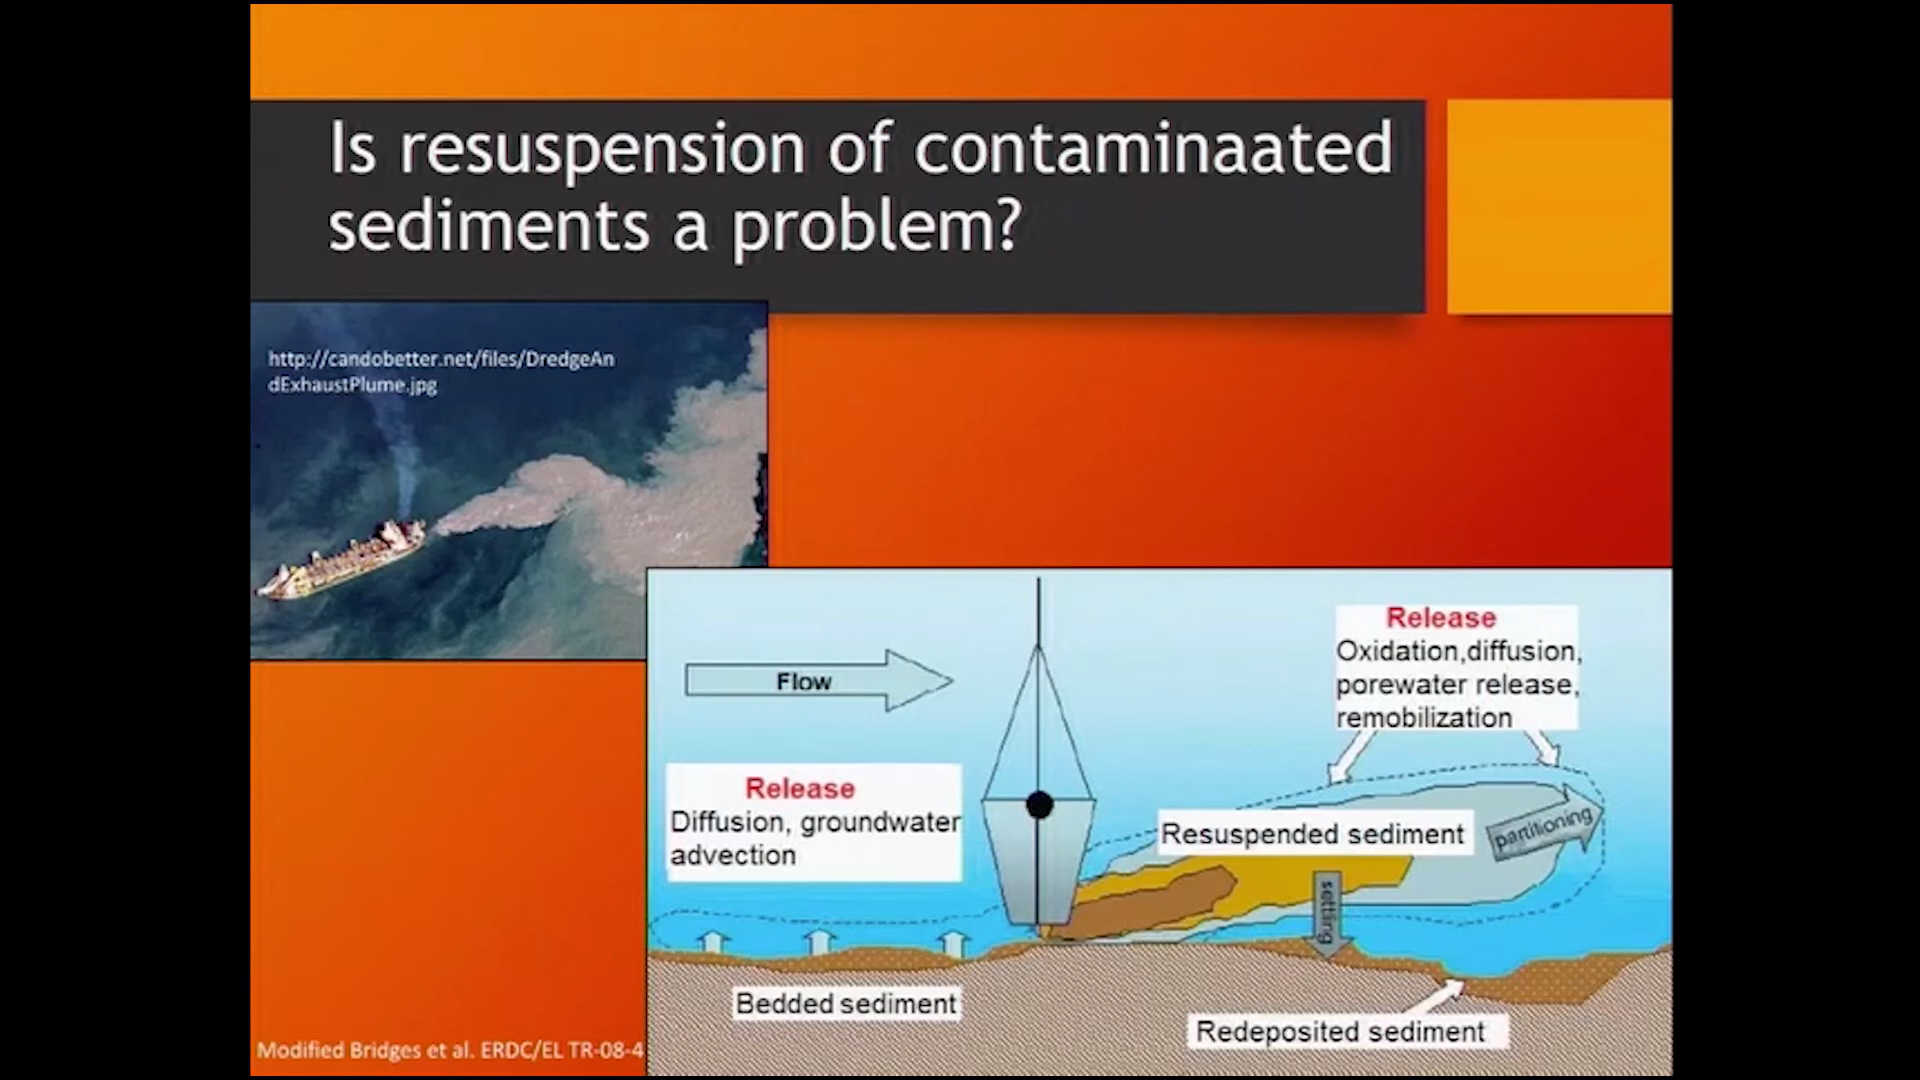 Is resuspension of contaminaated
sediments a problem?
http://candobetter.net/files/DredgeAn
dExhaustPlume.jpg
Release
Oxidation,diffusion,
porewater release,
remobilization
Flow
Release
Diffusion, groundwater
advection
Resuspended sediment
partitioning
settling
Bedded sediment
Redeposited sediment
Modified Bridges et al. ERDC/EL TR-08-4